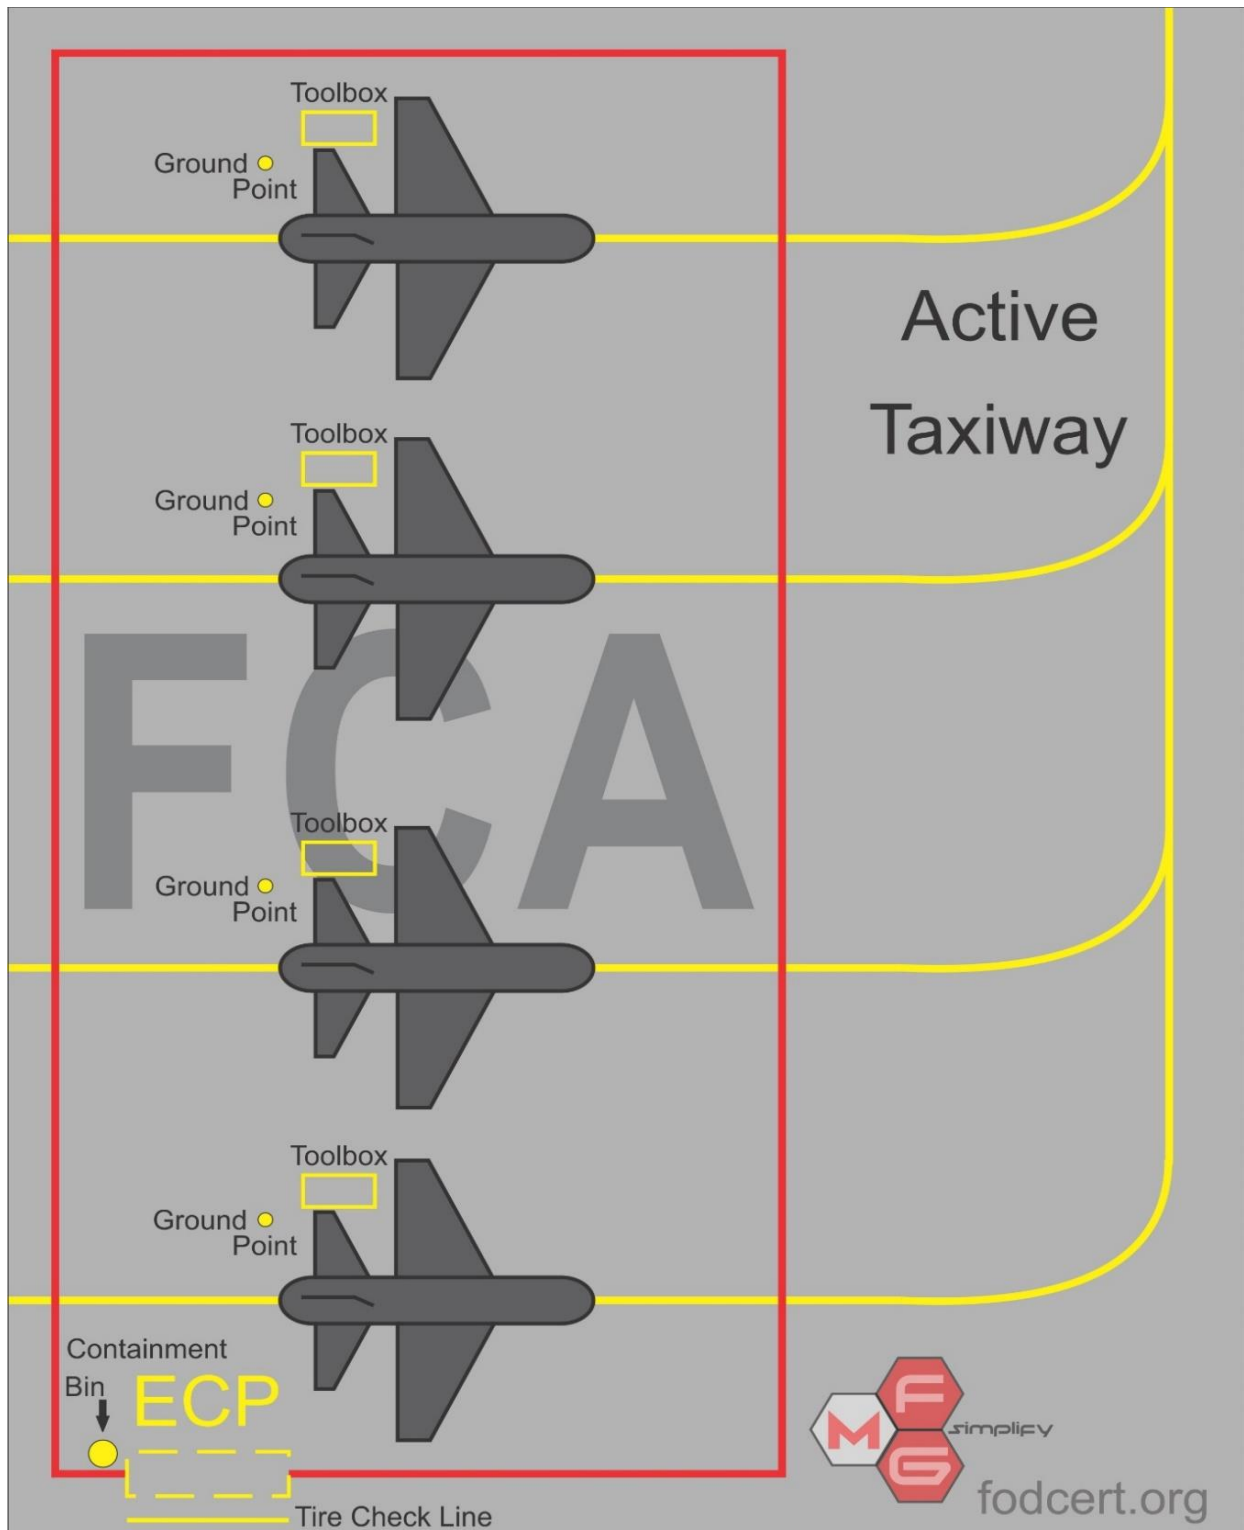 Toolbox
Ground
Point
Active
Taxiway
Toolbox
Ground
Point
FCA
Toolbox
Ground
Point
Toolbox
Ground
Point
Containment
Bin
ECP
Tire Check Line
F
M
G
simplify
fodcert.org